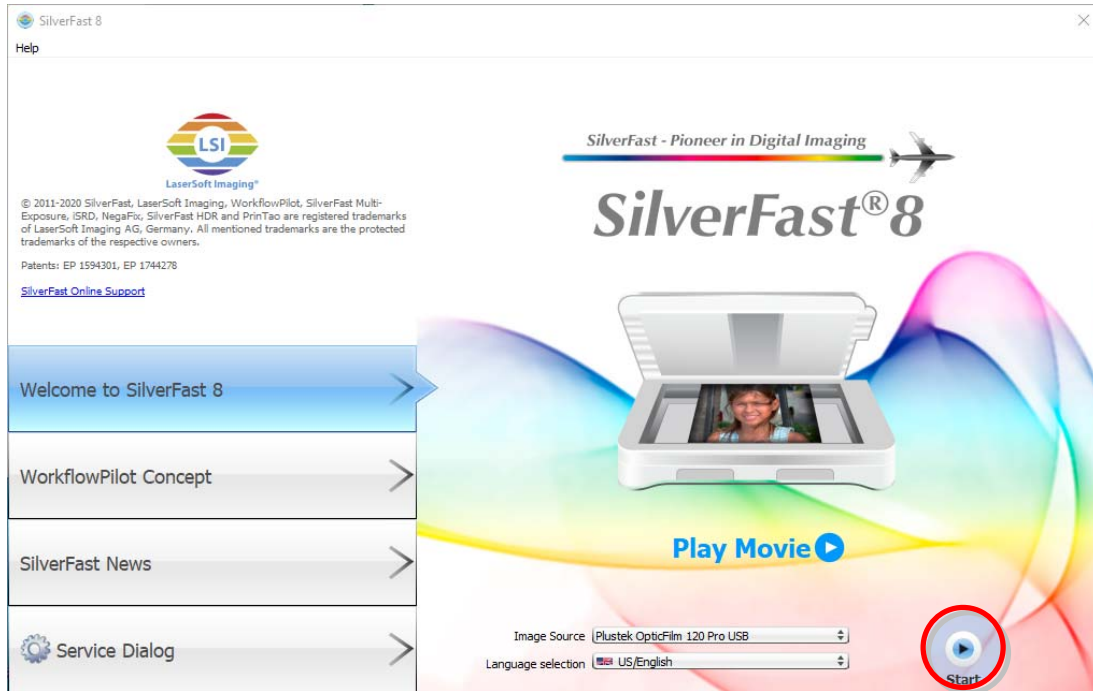 SilverFast 8
Help
LSI
LaserSoft Imaging®
© 2011-2020 SilverFast, LaserSoft Imaging, WorkflowPilot, SilverFast Multi-
Exposure, iSRD, NegaFix, SilverFast HDR and PrinTao are registered trademarks
of LaserSoft Imaging AG, Germany. All mentioned trademarks are the protected
trademarks of the respective owners.
Patents: EP 1594301, EP 1744278
SilverFast Online Support
Welcome to SilverFast 8
WorkflowPilot Concept
SilverFast News
Service Dialog
SilverFast - Pioneer in Digital Imaging
SilverFast®8
Play Movie
Image Source Plustek OpticFilm 120 Pro USB
Language selection US/English
Start